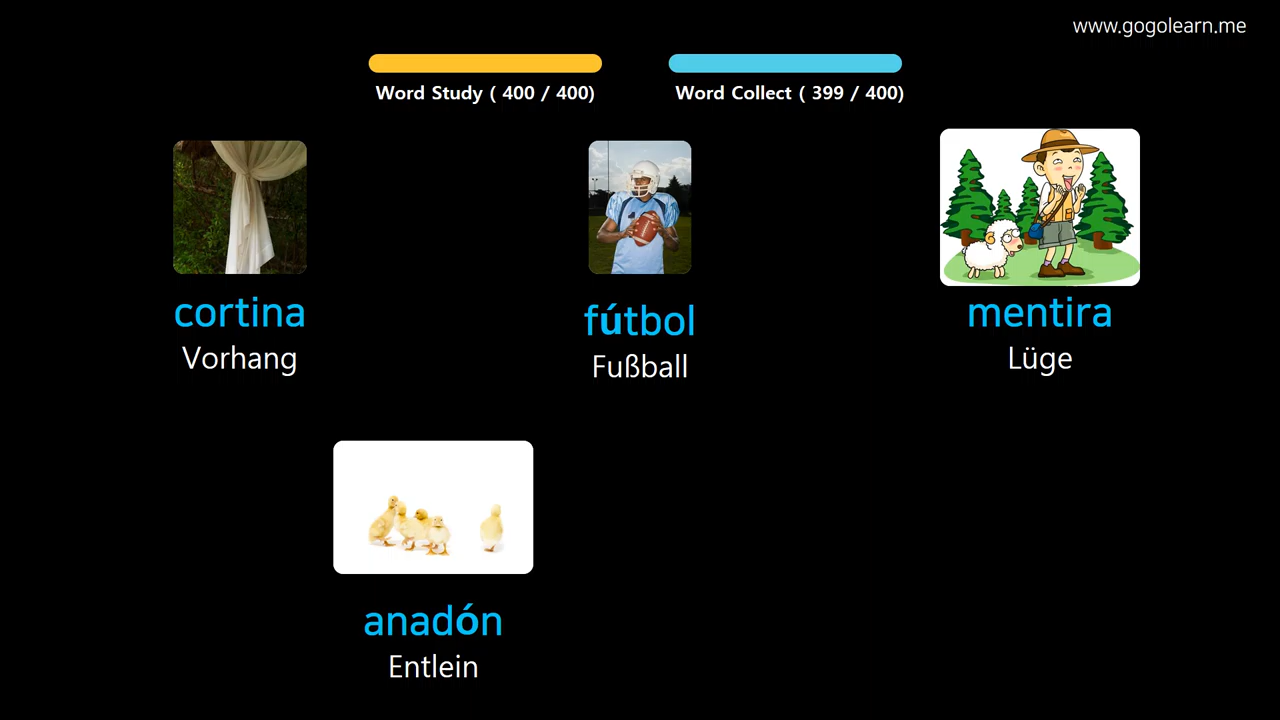 www.gogolearn.me
Word Study ( 400 / 400)
Word Collect ( 399 / 400)
cortina
Vorhang
fútbol
Fußball
mentira
Lüge
anadón
Entlein